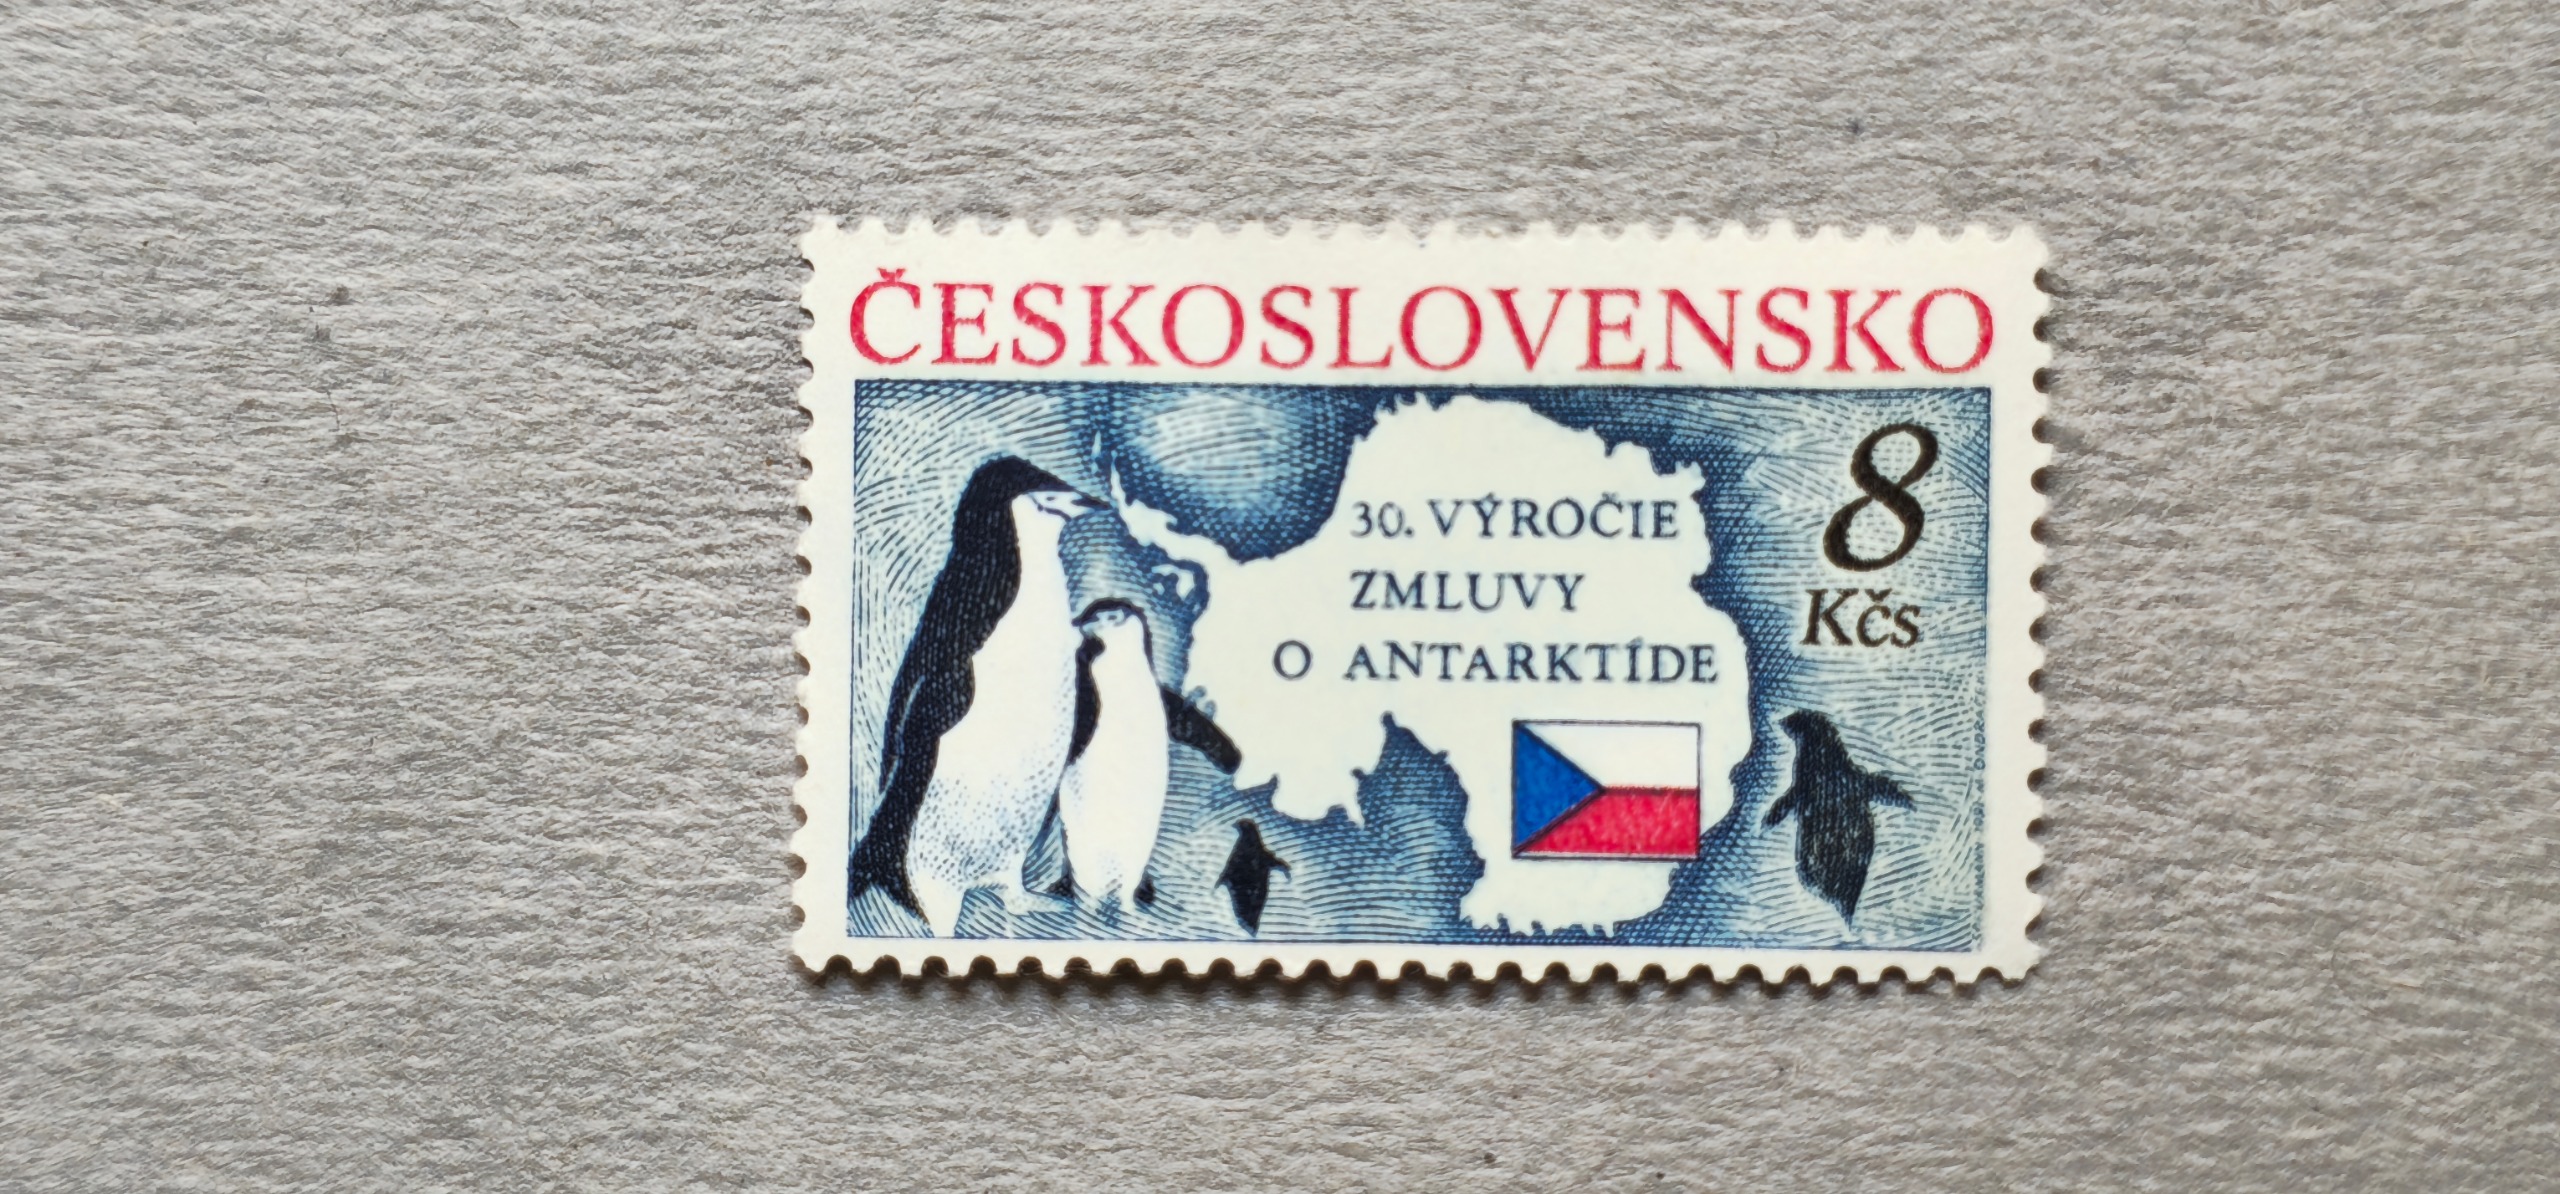 ČESKOSLOVENSKO
8
Kčs
30. VÝROČIE
ZMLUVY
O ANTARKTÍDE